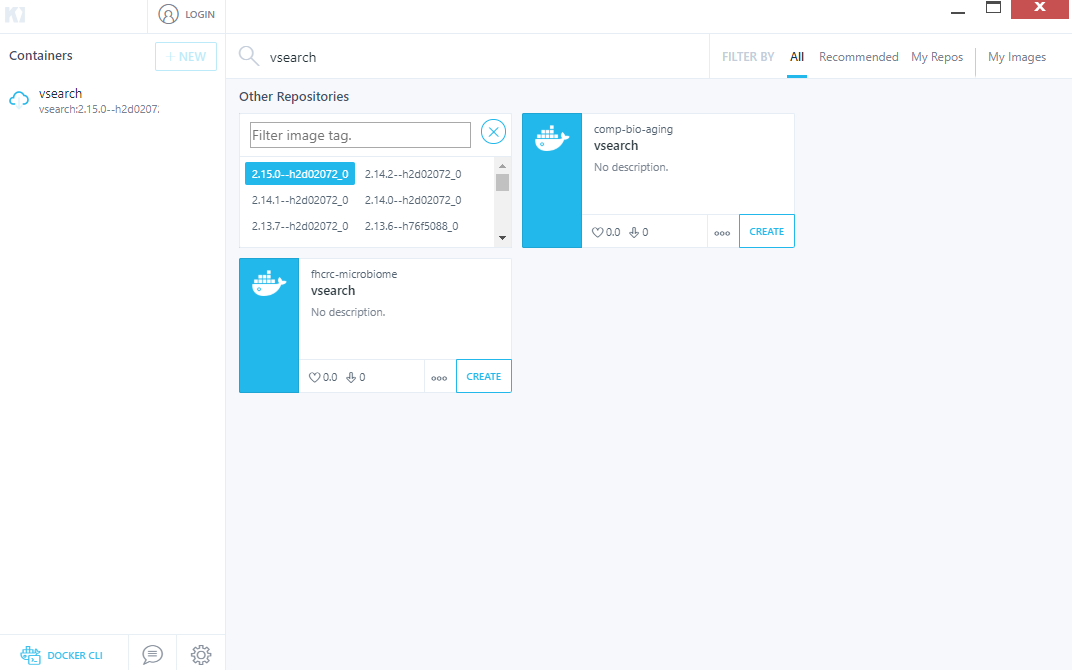 LOGIN
Containers
+ NEW
vsearch
FILTER BY
All
Recommended
My Repos
My Images
vsearch
vsearch:2.15.0--h2d0207
Other Repositories
Filter image tag.
2.15.0--h2d02072_0
2.14.2--h2d02072_0
2.14.1--h2d02072_0
2.14.0--h2d02072_0
2.13.7--h2d02072_0
2.13.6--h76f5088_0
comp-bio-aging
vsearch
No description.
0.0
0
CREATE
fhcrc-microbiome
vsearch
No description.
0.0
0
CREATE
DOCKER CLI